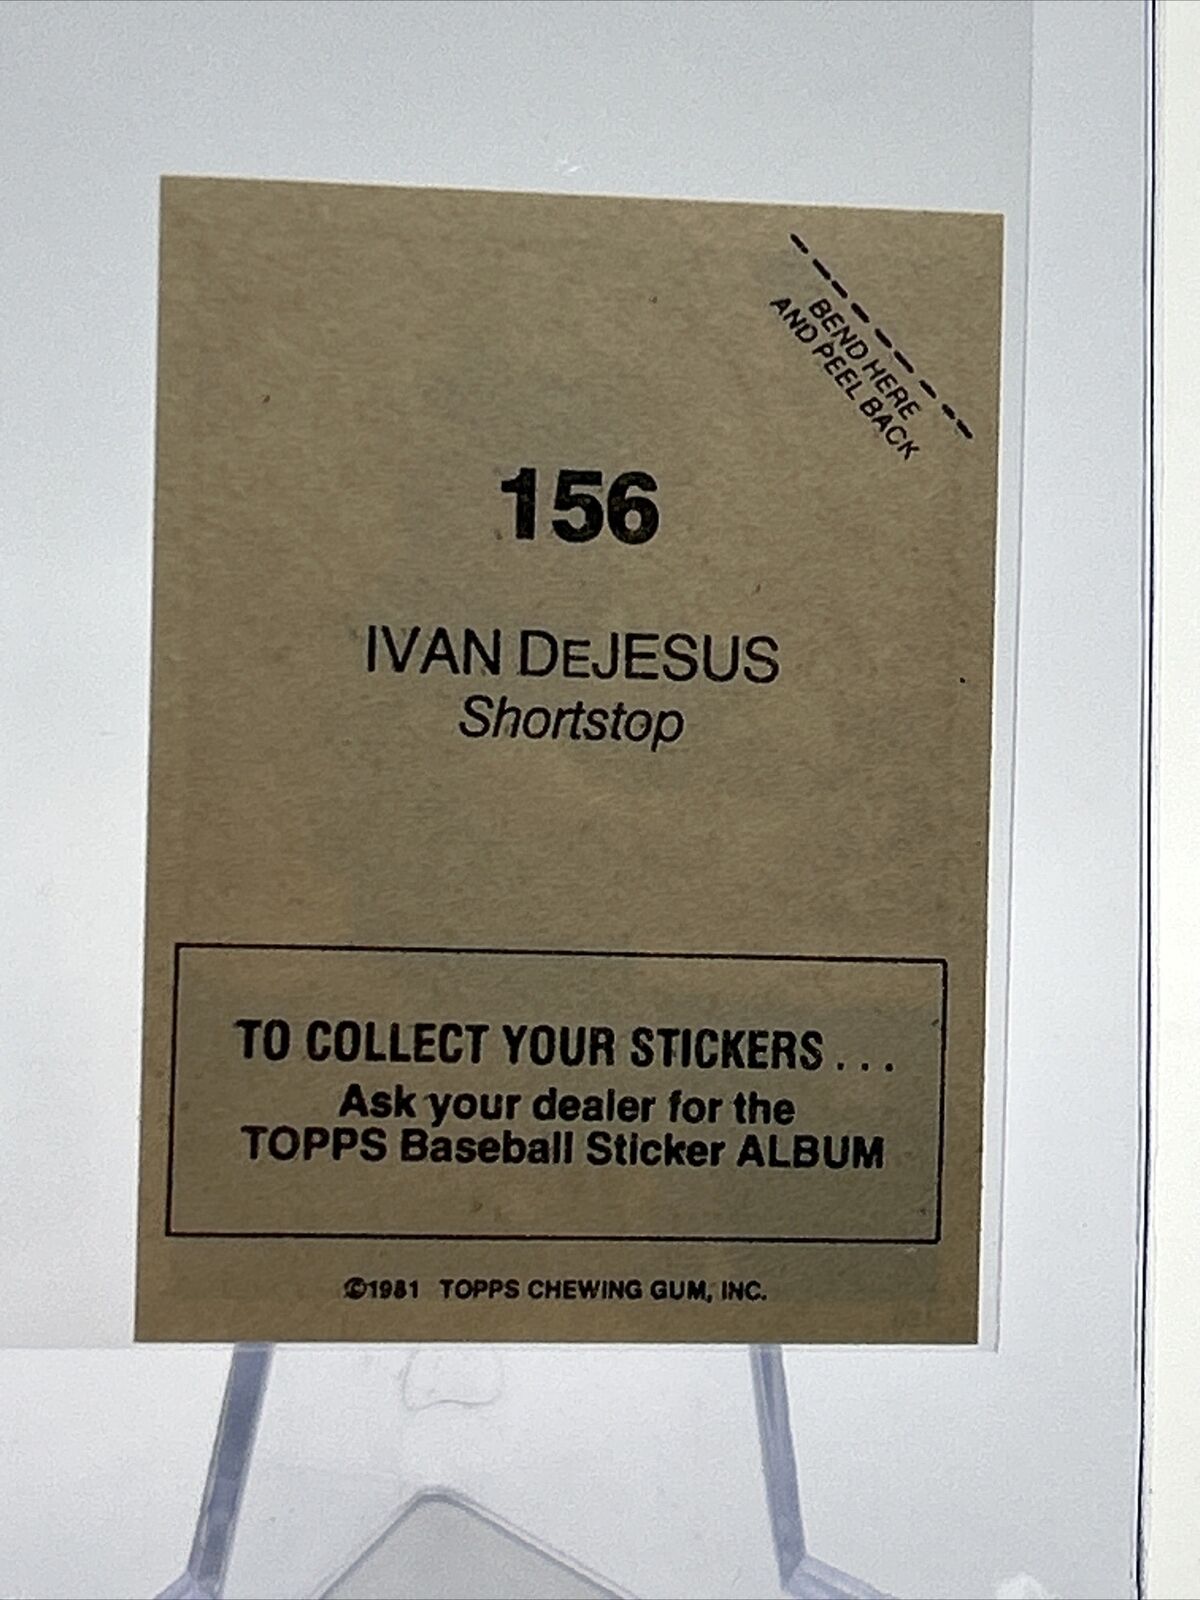 BEND HERE
AND PEEL BACK
156
IVAN DEJESUS
Shortstop
TO COLLECT YOUR STICKERS...
Ask your dealer for the
TOPPS Baseball Sticker ALBUM
©1981 TOPPS CHEWING GUM, INC.